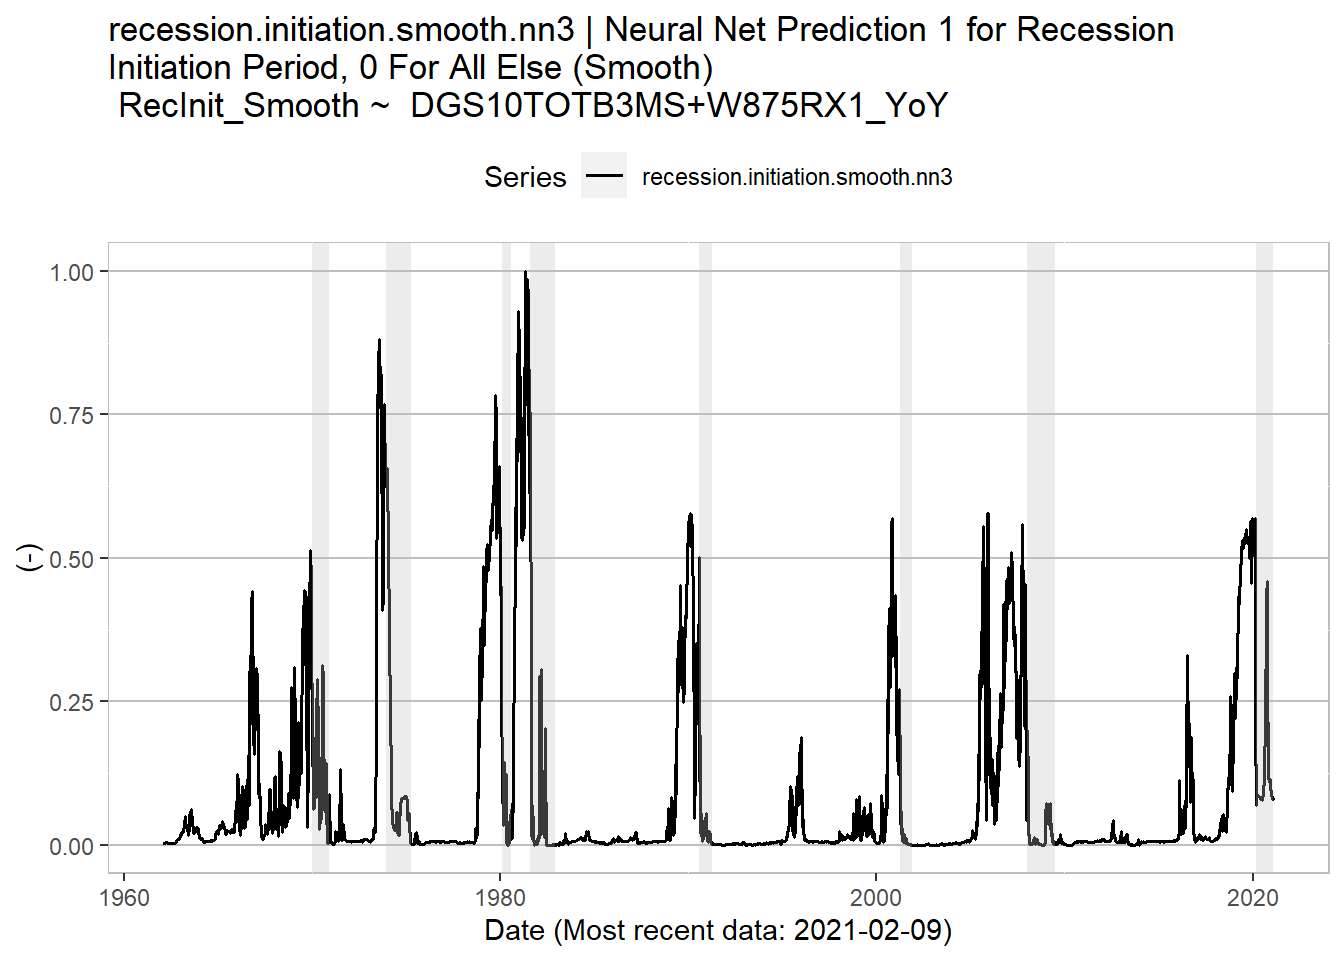 recession.initiation.smooth.nn3 | Neural Net Prediction 1 for Recession
Initiation Period, 0 For All Else (Smooth)
RecInit_Smooth ~  DGS10TOTB3MS+W875RX1_YoY
Series recession.initiation.smooth.nn3
1.00
0.75
0.50
0.25
0.00
(-)
1960 1980 2000 2020
Date (Most recent data: 2021-02-09)